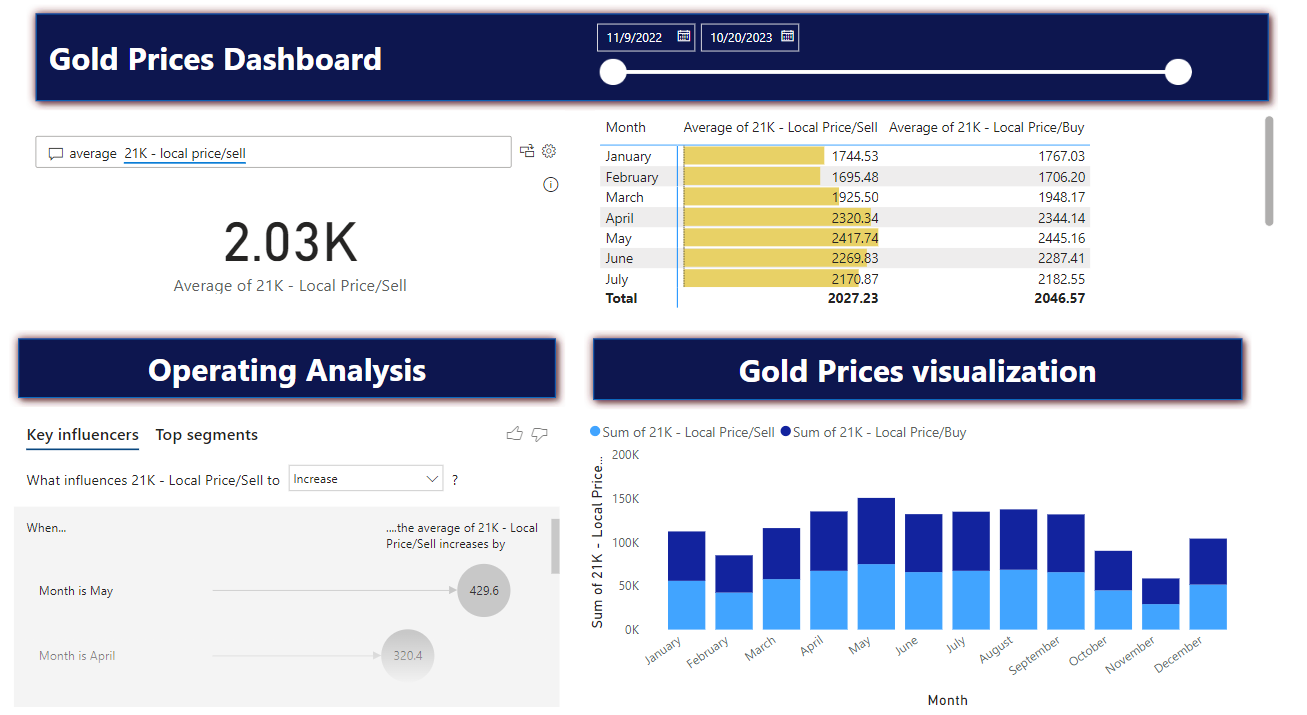 Gold Prices Dashboard
11/9/2022 10/20/2023
average 21K - local price/sell
2.03K
Average of 21K - Local Price/Sell
Month Average of 21K - Local Price/Sell Average of 21K - Local Price/Buy
January 1744.53 1767.03
February 1695.48 1706.20
March 1925.50 1948.17
April 2320.34 2344.14
May 2417.74 2445.16
June 2269.83 2287.41
July 2170.87 2182.55
Total 2027.23 2046.57
Operating Analysis
Key influencers Top segments
What influences 21K - Local Price/Sell to Increase ?
When...
....the average of 21K - Local
Price/Sell increases by
Month is May 429.6
Month is April 320.4
Gold Prices visualization
Sum of 21K - Local Price/Sell Sum of 21K - Local Price/Buy
Sum of 21K - Local Price...
200K
150K
100K
50K
0K
January February March April May June July August September October November December
Month